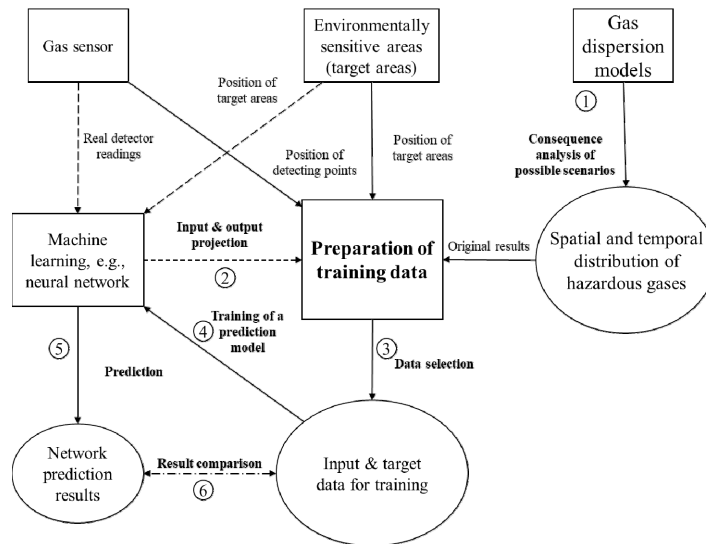 Gas sensor
Environmentally
sensitive areas
(target areas)
Gas
dispersion
models
Position of
target areas
1
Real detector
readings
Position of
detecting points
Position of
target areas
Consequence
analysis of
possible scenarios
Machine
learning, e.g.,
neural network
Input & output
projection
2
Preparation of
training data
Original results
Spatial and temporal
distribution of
hazardous gases
4
Training of a
prediction
model
3
Data selection
5
Prediction
Network
prediction
results
Result comparison
6
Input & target
data for training